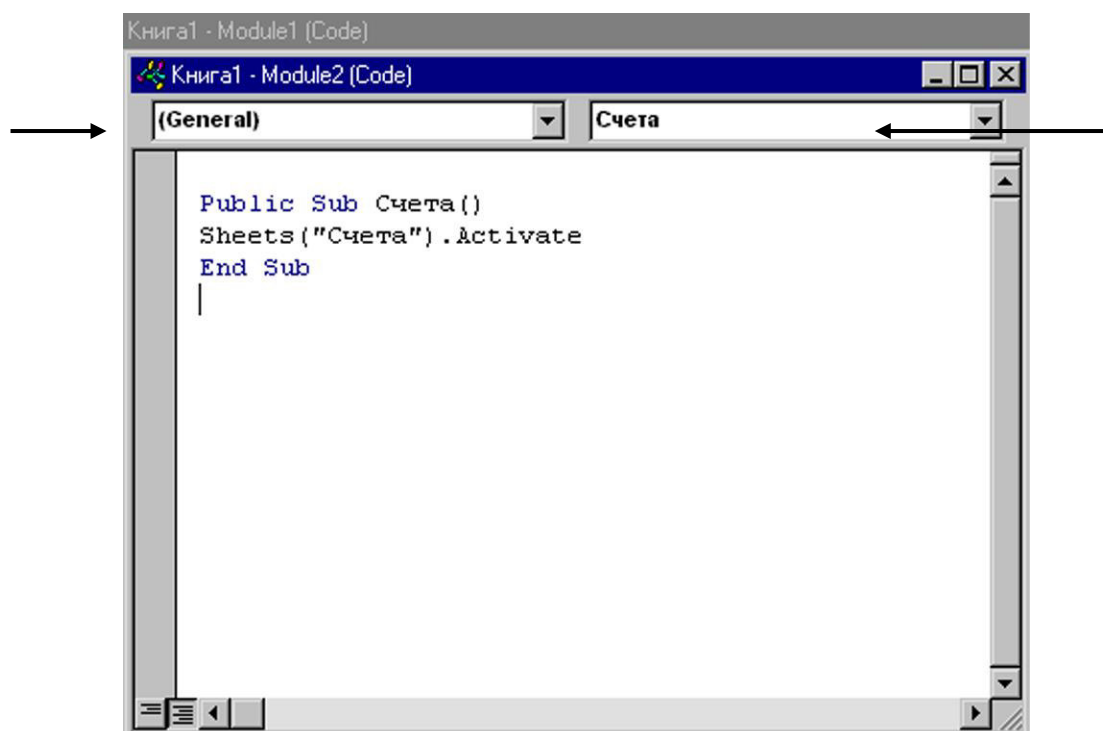 Книга1 - Module1 (Code)
Книга1 - Module2 (Code)
(General)
Счета
Public Sub Счета()
Sheets("Счета").Activate
End Sub